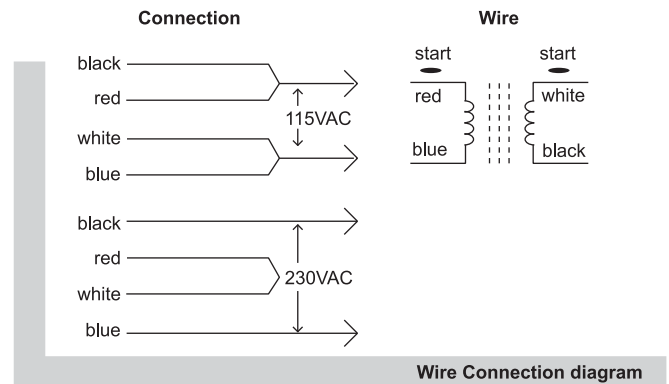 Connection
black
red
115VAC
white
blue
black
red
230VAC
white
blue
Wire
start start
red white
blue black
Wire Connection diagram